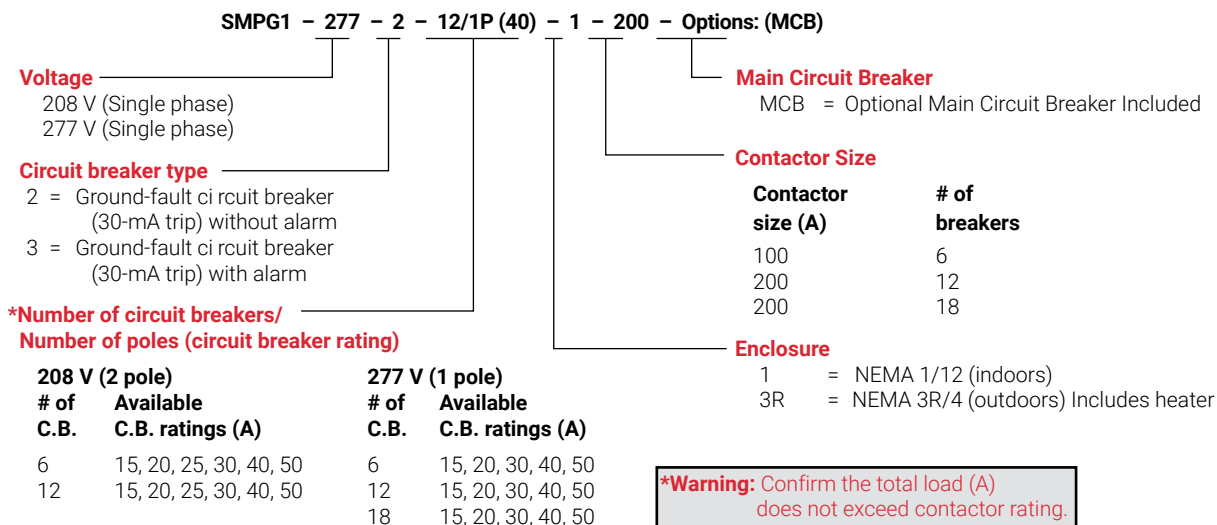 SMPG1 – 277 – 2 – 12/1P (40) – 1 – 200 – Options: (MCB)
Voltage
208 V (Single phase)
277 V (Single phase)
Circuit breaker type
2 = Ground-fault ci rcuit breaker
(30-mA trip) without alarm
3 = Ground-fault ci rcuit breaker
(30-mA trip) with alarm
*Number of circuit breakers/
Number of poles (circuit breaker rating)
208 V (2 pole)
# of Available
C.B. C.B. ratings (A)
6 15, 20, 25, 30, 40, 50
12 15, 20, 25, 30, 40, 50
277 V (1 pole)
# of Available
C.B. C.B. ratings (A)
6 15, 20, 30, 40, 50
12 15, 20, 30, 40, 50
18 15, 20, 30, 40, 50
Main Circuit Breaker
MCB = Optional Main Circuit Breaker Included
Contactor Size
Contactor # of
size (A) breakers
100 6
200 12
200 18
Enclosure
1 = NEMA 1/12 (indoors)
3R = NEMA 3R/4 (outdoors) Includes heater
*Warning: Confirm the total load (A)
does not exceed contactor rating.